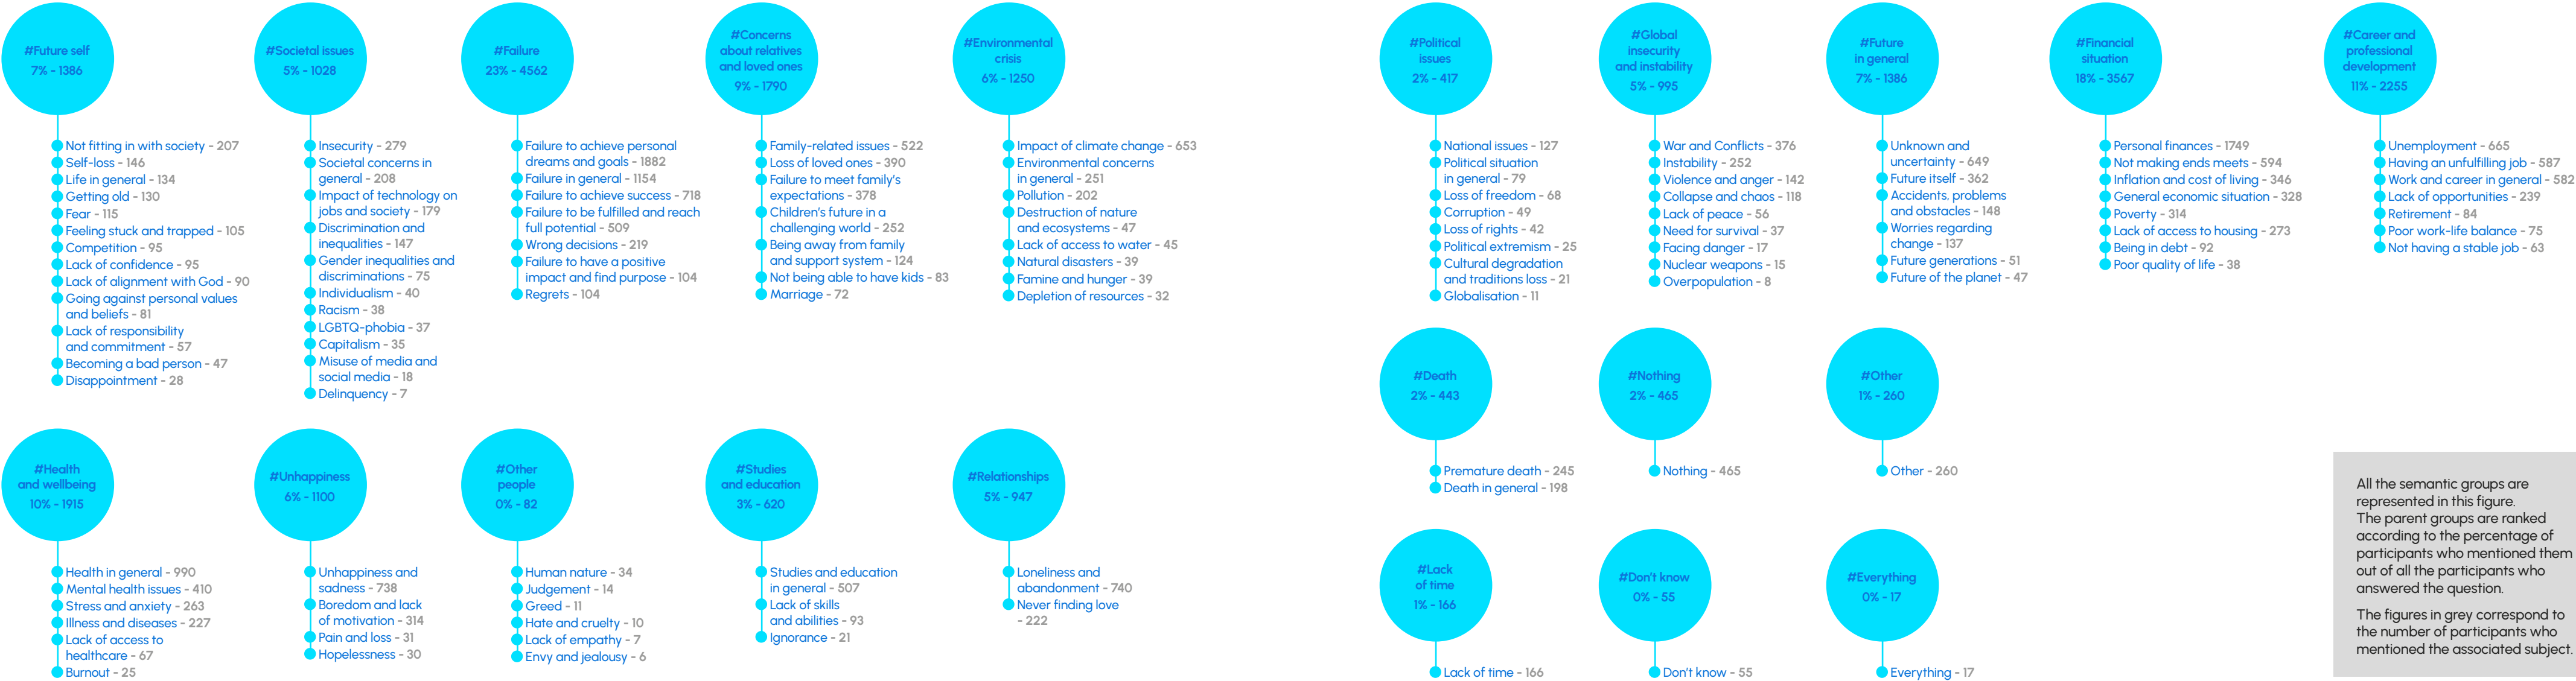 #Future self
7% - 1386
Not fitting in with society - 207
Self-loss - 146
Life in general - 134
Getting old - 130
Fear - 115
Feeling stuck and trapped - 105
Competition - 95
Lack of confidence - 95
Lack of alignment with God - 90
Going against personal values
and beliefs - 81
Lack of responsibility
and commitment - 57
Becoming a bad person - 47
Disappointment - 28
#Societal issues
5% - 1028
Insecurity - 279
Societal concerns in
general - 208
Impact of technology on
jobs and society - 179
Discrimination and
inequalities - 147
Gender inequalities and
discriminations - 75
Individualism - 40
Racism - 38
LGBTQ-phobia - 37
Capitalism - 35
Misuse of media and
social media - 18
Delinquency - 7
#Failure
23% - 4562
Failure to achieve personal
dreams and goals - 1882
Failure in general - 1154
Failure to achieve success - 718
Failure to be fulfilled and reach
full potential - 509
Wrong decisions - 219
Failure to have a positive
impact and find purpose - 104
Regrets - 104
#Concerns
about relatives
and loved ones
9% - 1790
Family-related issues - 522
Loss of loved ones - 390
Failure to meet family's
expectations - 378
Children's future in a
challenging world - 252
Being away from family
and support system - 124
Not being able to have kids - 83
Marriage - 72
#Environmental
crisis
6% - 1250
Impact of climate change - 653
Environmental concerns
in general - 251
Pollution - 202
Destruction of nature
and ecosystems - 47
Lack of access to water - 45
Natural disasters - 39
Famine and hunger - 39
Depletion of resources - 32
#Political
issues
2% - 417
National issues - 127
Political situation
in general - 79
Loss of freedom - 68
Corruption - 49
Loss of rights - 42
Political extremism - 25
Cultural degradation
and traditions loss - 21
Globalisation - 11
#Global
insecurity
and instability
5% - 995
War and Conflicts - 376
Instability - 252
Violence and anger - 142
Collapse and chaos - 118
Lack of peace - 56
Need for survival - 37
Facing danger - 17
Nuclear weapons - 15
Overpopulation - 8
#Future
in general
7% - 1386
Unknown and
uncertainty - 649
Future itself - 362
Accidents, problems
and obstacles - 148
Worries regarding
change - 137
Future generations - 51
Future of the planet - 47
#Financial
situation
18% - 3567
Personal finances - 1749
Not making ends meets - 594
Inflation and cost of living - 346
General economic situation - 328
Poverty - 314
Lack of access to housing - 273
Being in debt - 92
Poor quality of life - 38
#Career and
professional
development
11% - 2255
Unemployment - 665
Having an unfulfilling job - 587
Work and career in general - 582
Lack of opportunities - 239
Retirement - 84
Poor work-life balance - 75
Not having a stable job - 63
#Health
and wellbeing
10% - 1915
Health in general - 990
Mental health issues - 410
Stress and anxiety - 263
Illness and diseases - 227
Lack of access to
healthcare - 67
Burnout - 25
#Unhappiness
6% - 1100
Unhappiness and
sadness - 738
Boredom and lack
of motivation - 314
Pain and loss - 31
Hopelessness - 30
#Other
people
0% - 82
Human nature - 34
Judgement - 14
Greed - 11
Hate and cruelty - 10
Lack of empathy - 7
Envy and jealousy - 6
#Studies
and education
3% - 620
Studies and education
in general - 507
Lack of skills
and abilities - 93
Ignorance - 21
#Relationships
5% - 947
Loneliness and
abandonment - 740
Never finding love
- 222
#Death
2% - 443
Premature death - 245
Death in general - 198
#Nothing
2% - 465
Nothing - 465
#Other
1% - 260
Other - 260
#Lack
of time
1% - 166
Lack of time - 166
#Don't know
0% - 55
Don't know - 55
#Everything
0% - 17
Everything - 17
All the semantic groups are
represented in this figure.
The parent groups are ranked
according to the percentage of
participants who mentioned them
out of all the participants who
answered the question.
The figures in grey correspond to
the number of participants who
mentioned the associated subject.